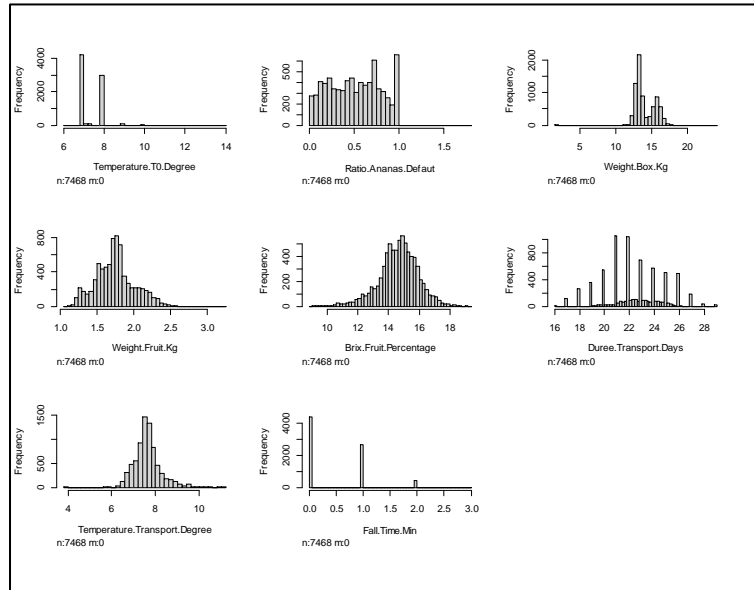 Frequency
0 2000 4000
6 8 10 12 14
Temperature.T0.Degree
n:7468 m:0
Frequency
0 200 500
0.0 0.5 1.0 1.5
Ratio.Ananas.Defaut
n:7468 m:0
Frequency
0 1000 2000
5 10 15 20
Weight.Box.Kg
n:7468 m:0
Frequency
0 200 400 800
1.0 1.5 2.0 2.5 3.0
Weight.Fruit.Kg
n:7468 m:0
Frequency
0 200 400
10 12 14 16 18
Brix.Fruit.Percentage
n:7468 m:0
Frequency
0 400 1000
16 18 20 22 24 26 28
Duree.Transport.Days
n:7468 m:0
Frequency
0 500 1500
4 6 8 10
Temperature.Transport.Degree
n:7468 m:0
Frequency
0 2000 4000
0.0 0.5 1.0 1.5 2.0 2.5 3.0
Fall.Time.Min
n:7468 m:0